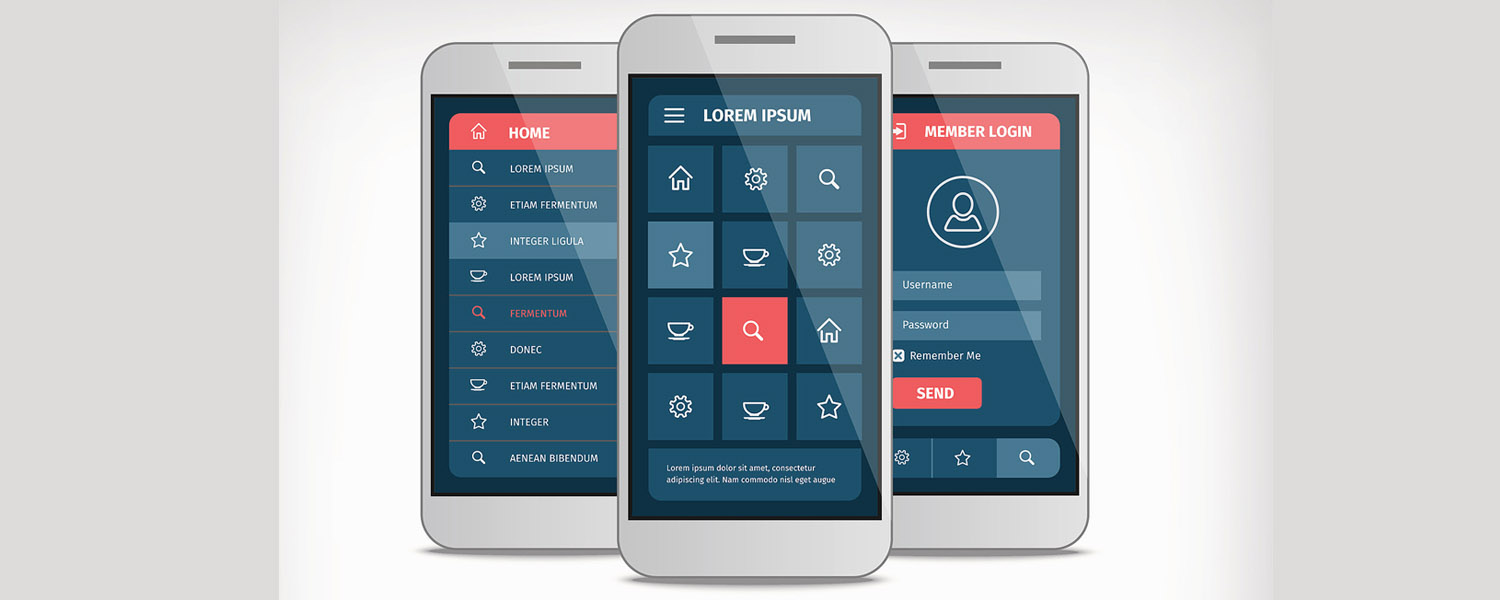 HOME
LOREM IPSUM
ETIAM FERMENTUM
INTEGER LIGULA
LOREM IPSUM
FERMENTUM
DONEC
ETIAM FERMENTUM
INTEGER
AENEAN BIBENDUM
LOREM IPSUM
Lorem ipsum dolor sit amet, consectetur
adipiscing elit. Nam commodo nisl eget augue
MEMBER LOGIN
Username
Password
Remember Me
SEND